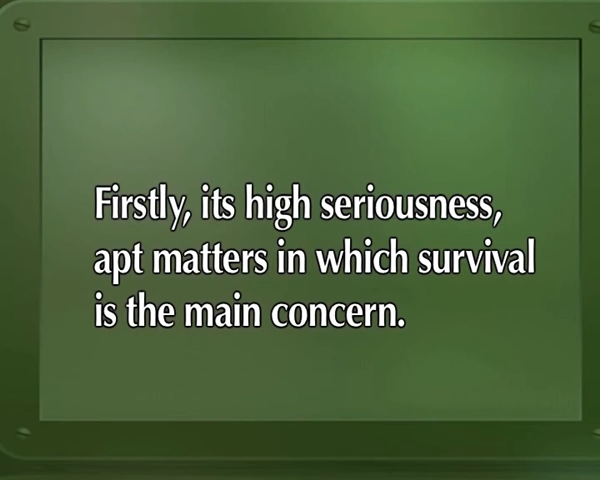 Firstly, its high seriousness,
apt matters in which survival
is the main concern.